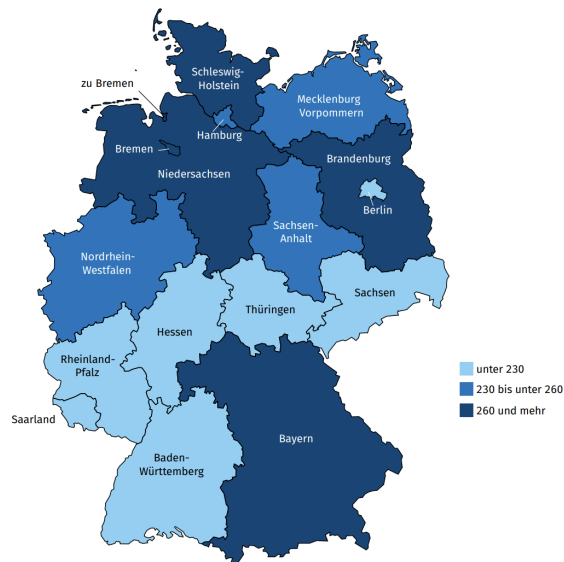 Schleswig-
Holstein
zu Bremen
Mecklenburg
Vorpommern
Hamburg
Bremen
Brandenburg
Niedersachsen
Berlin
Sachsen-
Anhalt
Nordrhein-
Westfalen
Sachsen
Thüringen
Hessen
Rheinland-
Pfalz
unter 230
230 bis unter 260
260 und mehr
Saarland
Bayern
Baden-
Württemberg